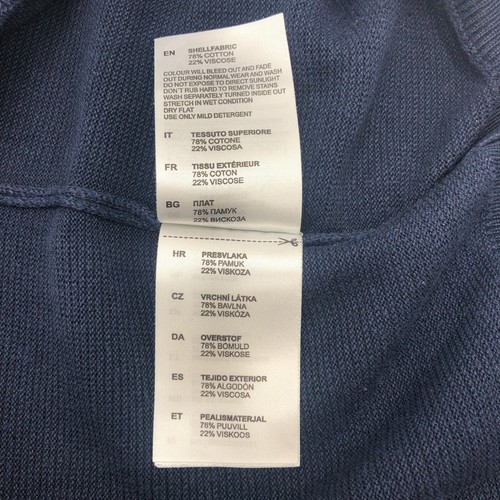 EN SHELLFABRIC
78% COTTON
22% VISCOSE
COLOUR WILL BLEED OUT AND FADE
OUT DURING NORMAL WEAR AND WASH
DO NOT EXPOSE TO DIRECT SUNLIGHT
DON'T RUB HARD TO REMOVE STAINS
WASH SEPARATELY TURNED INSIDE OUT
STRETCH IN WET CONDITION
DRY FLAT
USE ONLY MILD DETERGENT
IT TESSUTO SUPERIORE
78% COTONE
22% VISCOSA
FR TISSU EXTÉRIEUR
78% COTON
22% VISCOSE
BG ПЛАТ
78% ПАМУК
22% ВИСКОЗА
HR PRESVLAKA
78% PAMUK
22% VISKOZA
CZ VRCHNÍ LÁTKA
78% BAVLNA
22% VISKÓZA
DA OVERSTOF
78% BOMULD
22% VISKOSE
ES TEJIDO EXTERIOR
78% ALGODÓN
22% VISCOSA
ET PEALISMATERJAL
78% PUUVILL
22% VISKOOS